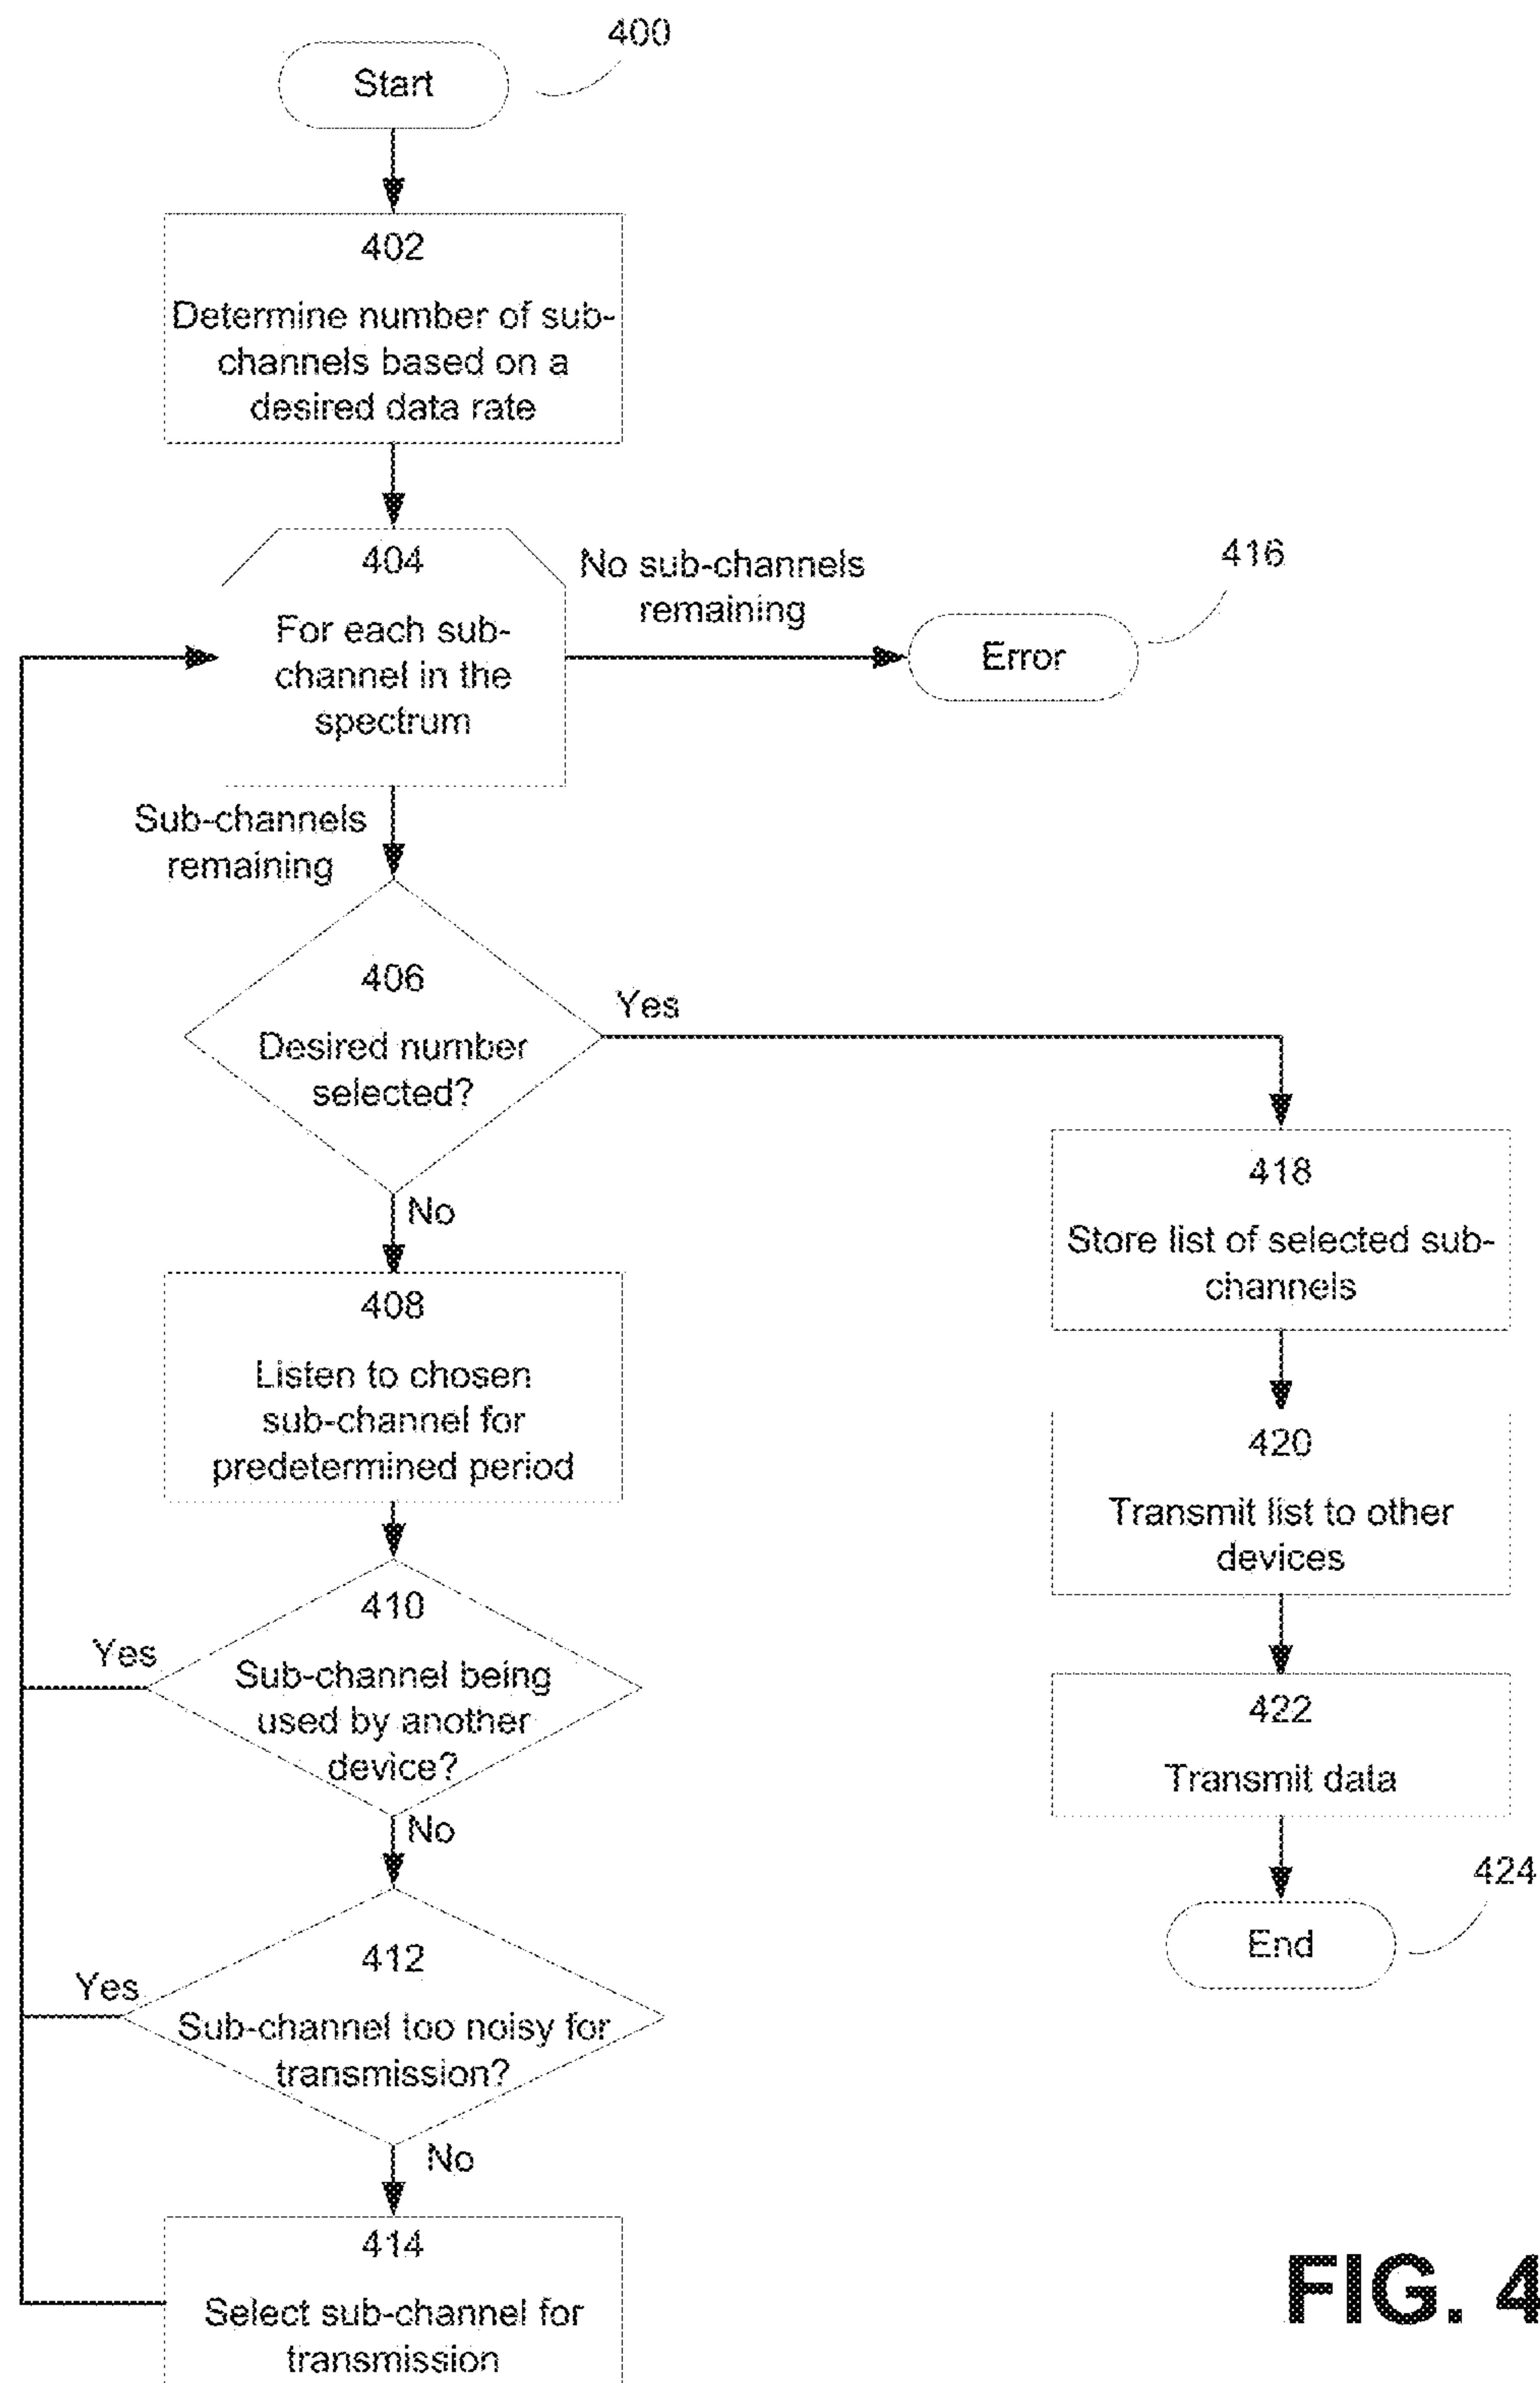 400
Start
402
Determine number of sub-
channels based on a
desired data rate
404
For each sub-
channel in the
spectrum
No sub-channels
remaining
416
Error
Sub-channels
remaining
406
Desired number
selected?
Yes
No
408
Listen to chosen
sub-channel for
predetermined period
410
Sub-channel being
used by another
device?
Yes
No
412
Sub-channel too noisy for
transmission?
Yes
No
414
Select sub-channel for
transmission
418
Store list of selected sub-
channels
420
Transmit list to other
devices
422
Transmit data
424
End
FIG. 4